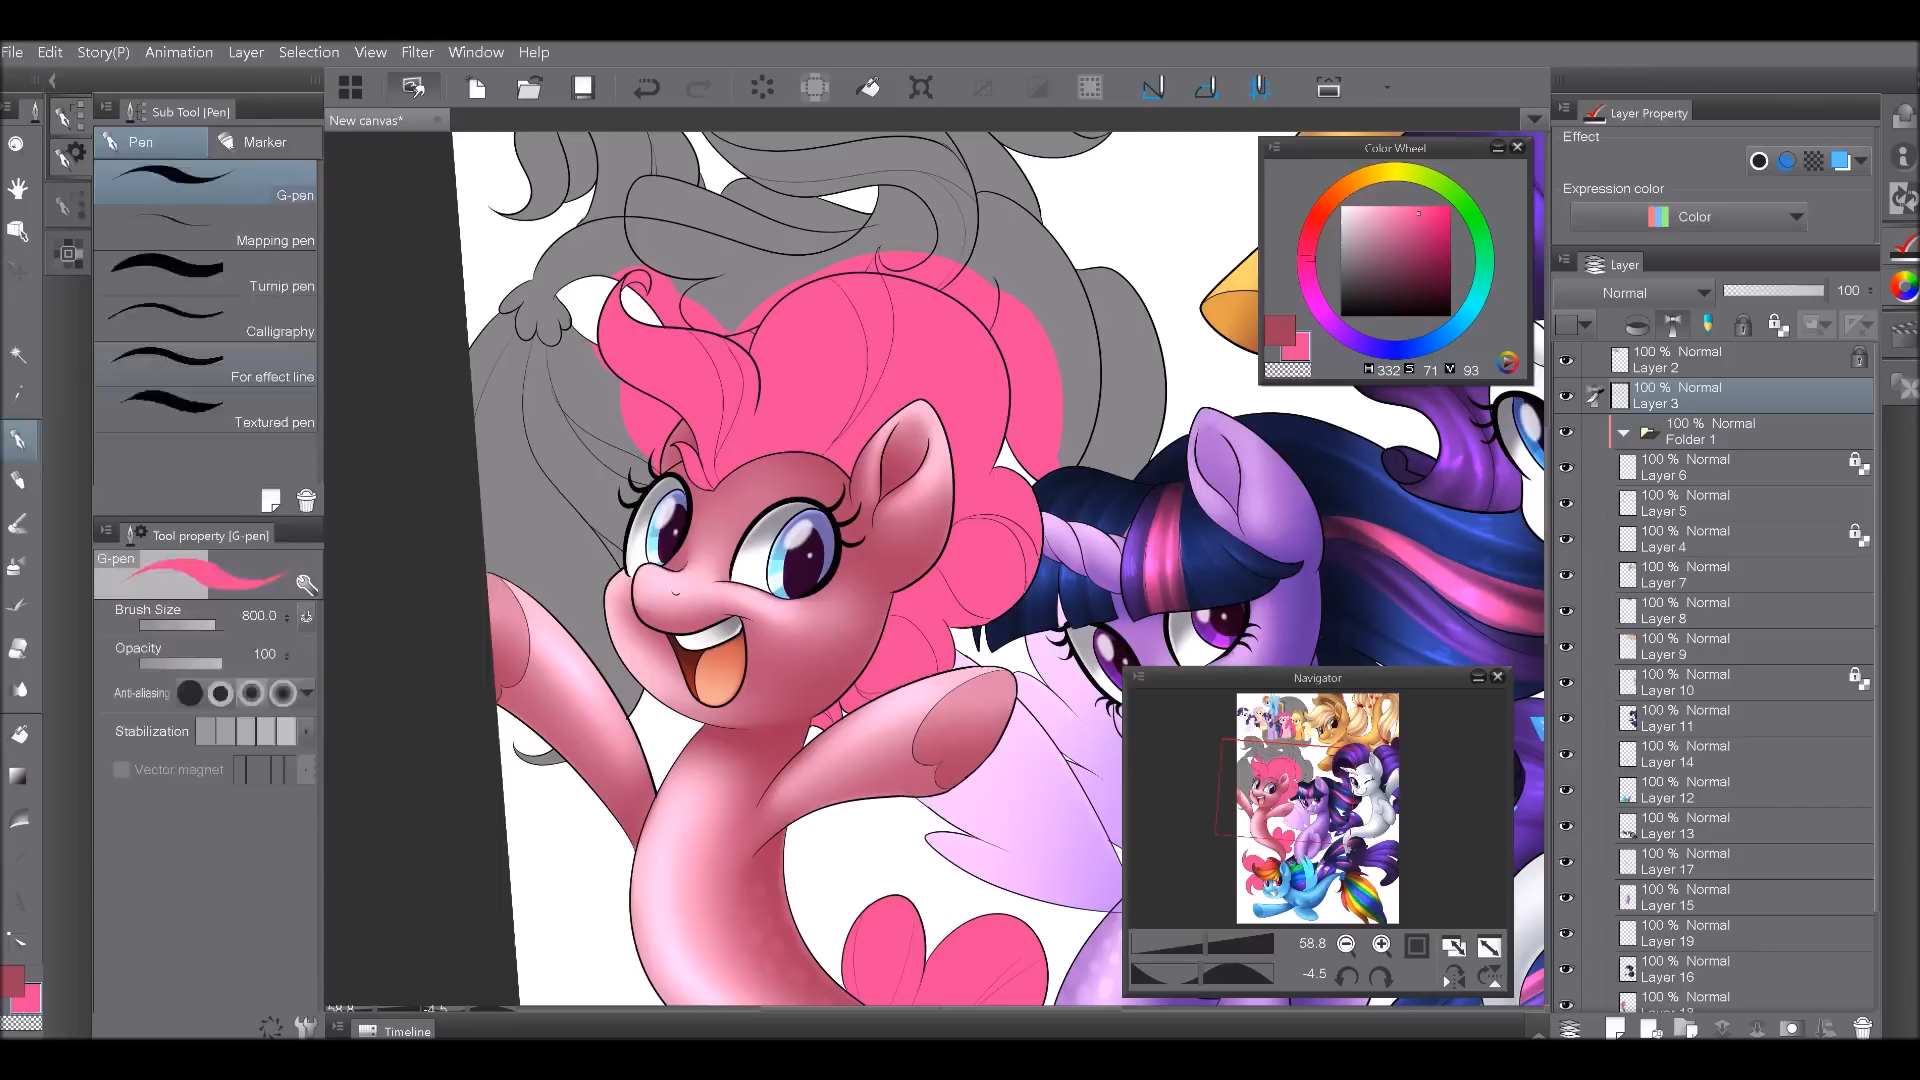 File Edit Story(P) Animation Layer Selection View Filter Window Help
Sub Tool [Pen]
Pen
Marker
G-pen
Mapping pen
Turnip pen
Calligraphy
For effect line
Textured pen
Tool property [G-pen]
G-pen
Brush Size 800.0
Opacity 100
Anti-aliasing
Stabilization
Vector magnet
New canvas*
Color Wheel
H 332 S 71 V 93
Navigator
58.8
-4.5
58.8 -4.5
Timeline
Layer Property
Effect
Expression color
Color
Layer
Normal 100
100 % Normal
Layer 2
100 % Normal
Layer 3
100 % Normal
Folder 1
100 % Normal
Layer 6
100 % Normal
Layer 5
100 % Normal
Layer 4
100 % Normal
Layer 7
100 % Normal
Layer 8
100 % Normal
Layer 9
100 % Normal
Layer 10
100 % Normal
Layer 11
100 % Normal
Layer 14
100 % Normal
Layer 12
100 % Normal
Layer 13
100 % Normal
Layer 17
100 % Normal
Layer 15
100 % Normal
Layer 19
100 % Normal
Layer 16
100 % Normal
Layer 18